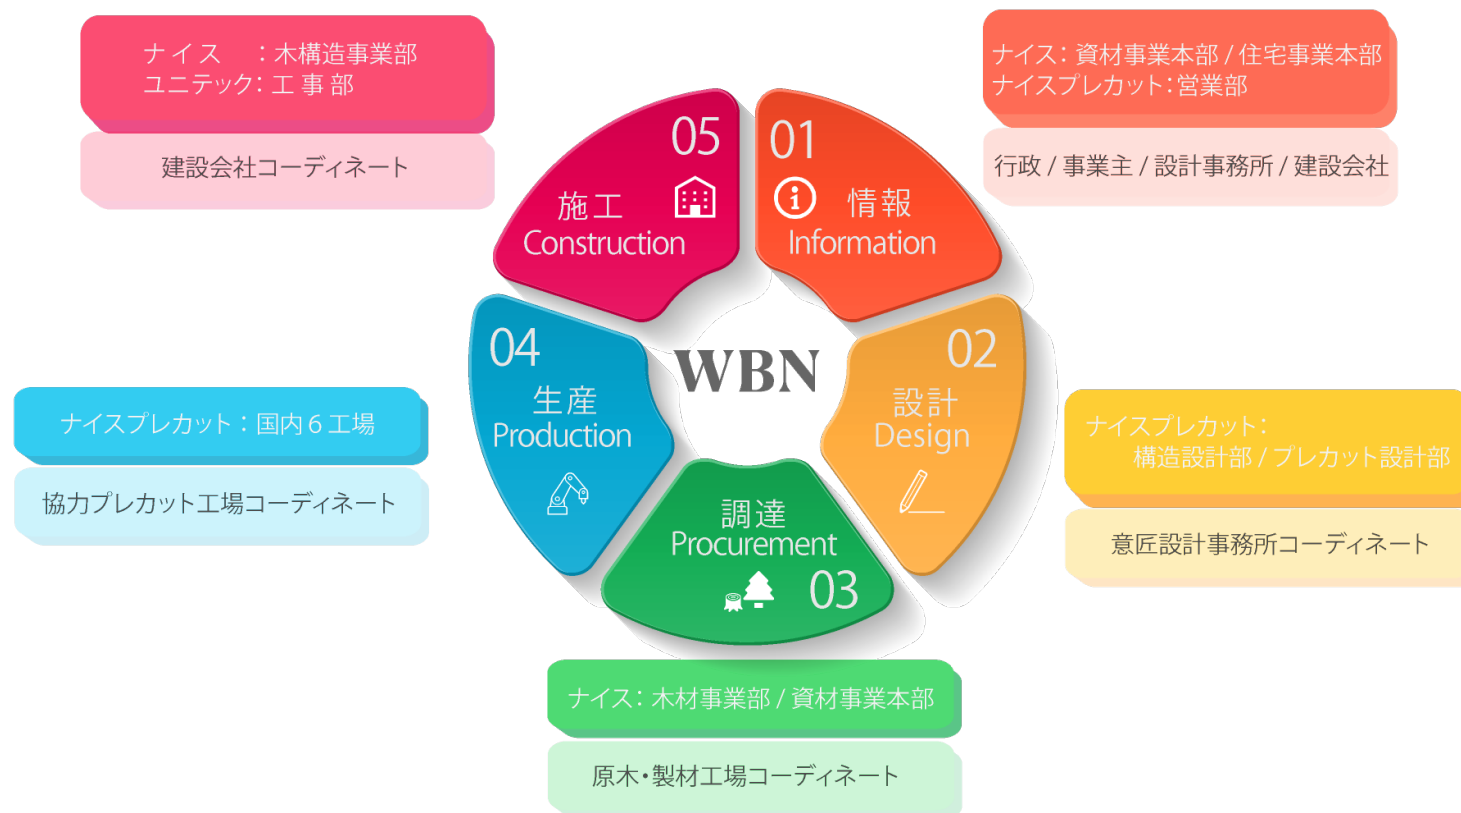 ナイス ：木構造事業部
ユニテック：工事部
建設会社コーディネート
ナイス：資材事業本部 / 住宅事業本部
ナイスプレカット：営業部
行政 / 事業主 / 設計事務所 / 建設会社
05
施工
Construction
01
情報
Information
04
生産
Production
WBN
02
設計
Design
調達
Procurement
03
ナイスプレカット：国内６工場
協力プレカット工場コーディネート
ナイスプレカット：
構造設計部 / プレカット設計部
意匠設計事務所コーディネート
ナイス：木材事業部 / 資材事業本部
原木・製材工場コーディネート